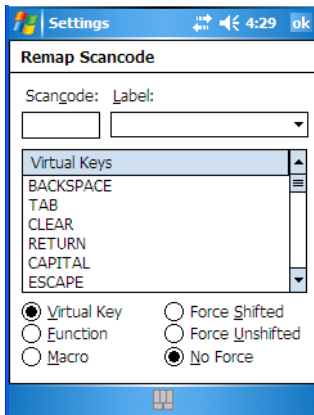 Settings 4:29 ok
Remap Scancode
Scancode: Label:
Virtual Keys
BACKSPACE
TAB
CLEAR
RETURN
CAPITAL
ESCAPE
Virtual Key Force Shifted
Function Force Unshifted
Macro No Force